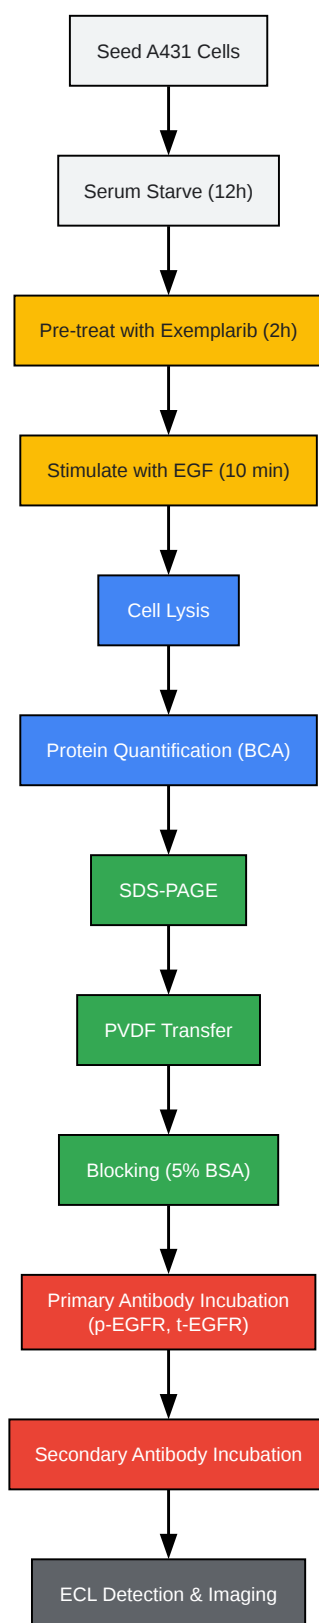 Seed A431 Cells
Serum Starve (12h)
Pre-treat with Exemplarib (2h)
Stimulate with EGF (10 min)
Cell Lysis
Protein Quantification (BCA)
SDS-PAGE
PVDF Transfer
Blocking (5% BSA)
Primary Antibody Incubation
(p-EGFR, t-EGFR)
Secondary Antibody Incubation
ECL Detection & Imaging